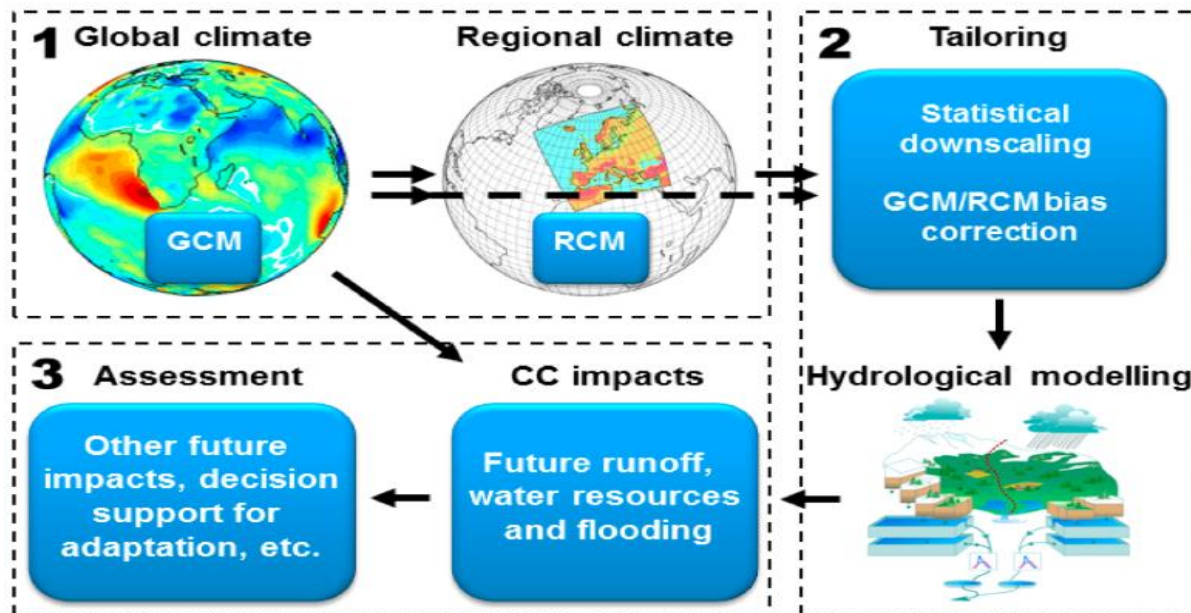 1 Global climate
Regional climate
GCM
RCM
2 Tailoring
Statistical
downscaling
GCM/RCM bias
correction
Hydrological modelling
3 Assessment
Other future
impacts, decision
support for
adaptation, etc.
CC impacts
Future runoff,
water resources
and flooding